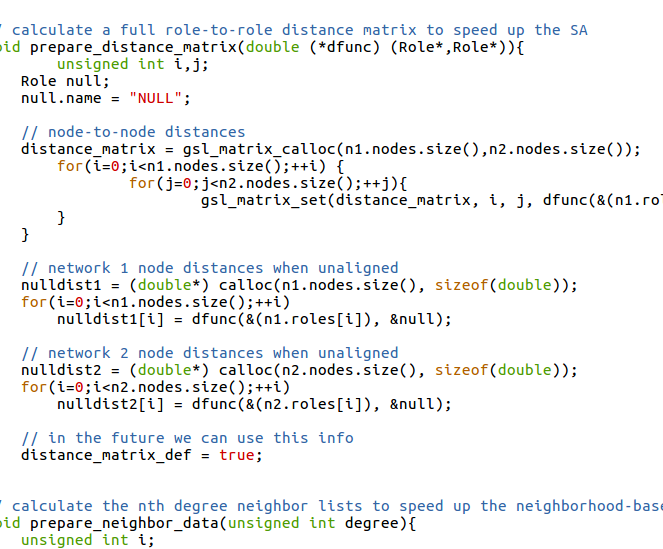 / calculate a full role-to-role distance matrix to speed up the SA
oid prepare_distance_matrix(double (*dfunc) (Role*,Role*)){
unsigned int i,j;
Role null;
null.name = "NULL";
// node-to-node distances
distance_matrix = gsl_matrix_calloc(n1.nodes.size(),n2.nodes.size());
for(i=0;i<n1.nodes.size();++i) {
for(j=0;j<n2.nodes.size();++j){
gsl_matrix_set(distance_matrix, i, j, dfunc(&(n1.rol
}
}
// network 1 node distances when unaligned
nulldist1 = (double*) calloc(n1.nodes.size(), sizeof(double));
for(i=0;i<n1.nodes.size();++i)
nulldist1[i] = dfunc(&(n1.roles[i]), &null);
// network 2 node distances when unaligned
nulldist2 = (double*) calloc(n2.nodes.size(), sizeof(double));
for(i=0;i<n2.nodes.size();++i)
nulldist2[i] = dfunc(&(n2.roles[i]), &null);
// in the future we can use this info
distance_matrix_def = true;
/ calculate the nth degree neighbor lists to speed up the neighborhood-base
oid prepare_neighbor_data(unsigned int degree){
unsigned int i;